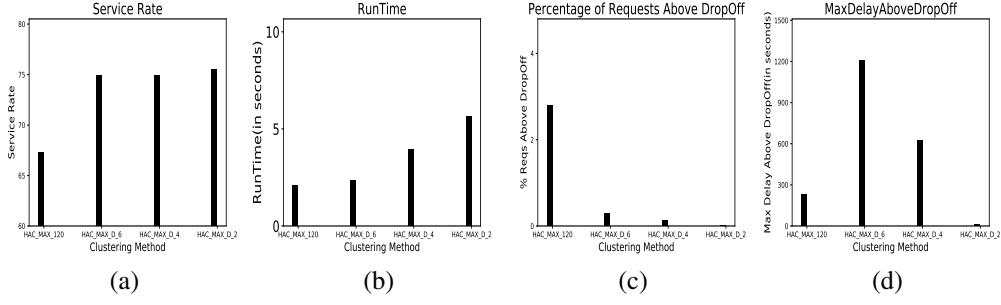 Service Rate
Service Rate
80
75
70
65
60
HAC_MAX_120 HAC_MAX_D_6 HAC_MAX_D_4 HAC_MAX_D_2
Clustering Method
(a)
RunTime
RunTime(in seconds)
10
5
0
HAC_MAX_120 HAC_MAX_D_6 HAC_MAX_D_4 HAC_MAX_D_2
Clustering Method
(b)
Percentage of Requests Above DropOff
% Reqs Above DropOff
4
2
0
HAC_MAX_120 HAC_MAX_D_6 HAC_MAX_D_4 HAC_MAX_D_2
Clustering Method
(c)
MaxDelayAboveDropOff
Max Delay Above DropOff(in seconds)
1500
1200
900
600
300
0
HAC_MAX_120 HAC_MAX_D_6 HAC_MAX_D_4 HAC_MAX_D_2
Clustering Method
(d)